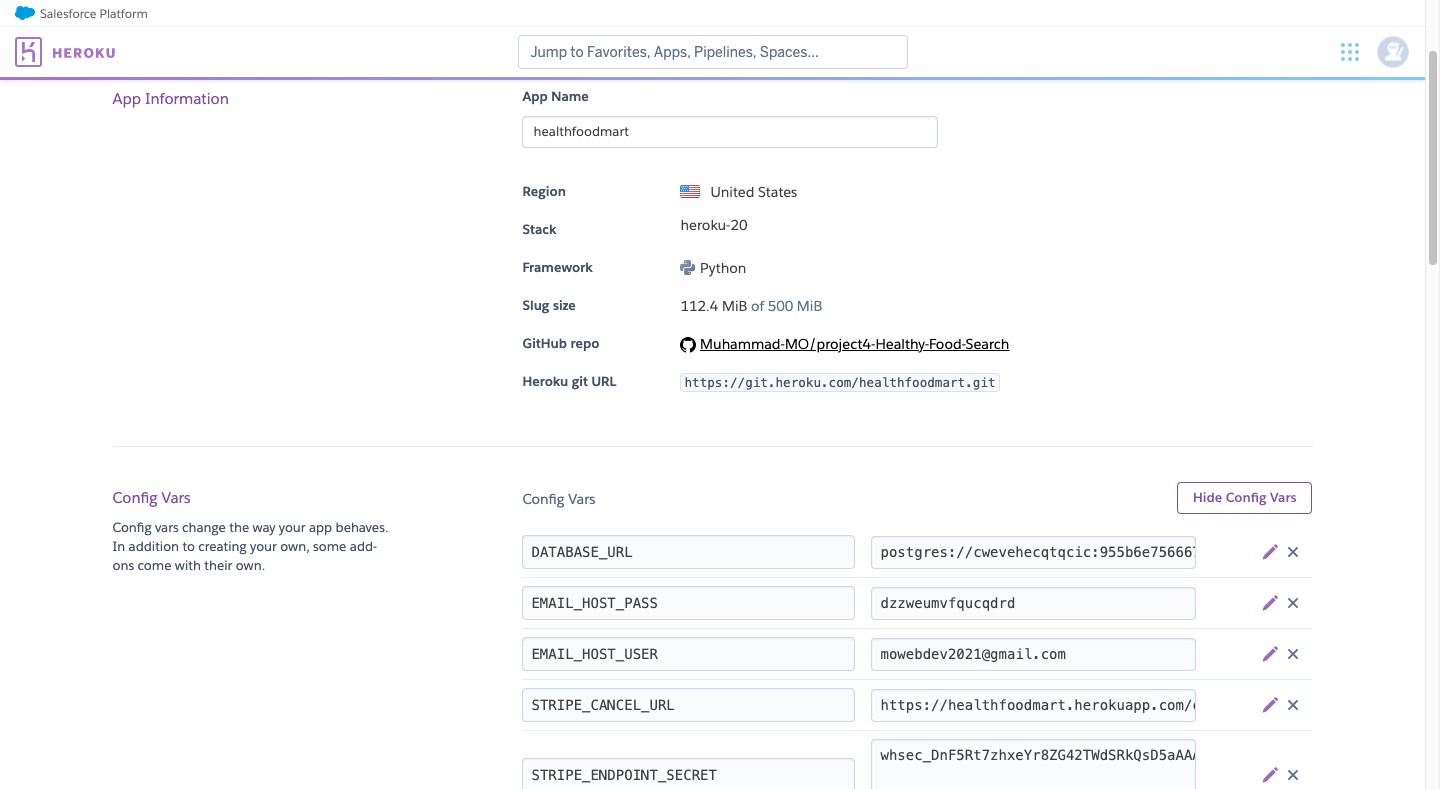 Salesforce Platform
HEROKU
Jump to Favorites, Apps, Pipelines, Spaces...
App Information
App Name
healthfoodmart
Region
United States
Stack
heroku-20
Framework
Python
Slug size
112.4 MiB of 500 MiB
GitHub repo
Muhammad-MO/project4-Healthy-Food-Search
Heroku git URL
https://git.heroku.com/healthfoodmart.git
Config Vars
Config vars change the way your app behaves.
In addition to creating your own, some add-
ons come with their own.
Config Vars
Hide Config Vars
DATABASE_URL
postgres://cwevehecqtqcic:955b6e756667
EMAIL_HOST_PASS
dzzweumvfqucqdrd
EMAIL_HOST_USER
mowebdev2021@gmail.com
STRIPE_CANCEL_URL
https://healthfoodmart.herokuapp.com/
STRIPE_ENDPOINT_SECRET
whsec_DnF5Rt7zhxeYr8ZG42TWdSRkQsD5aAA